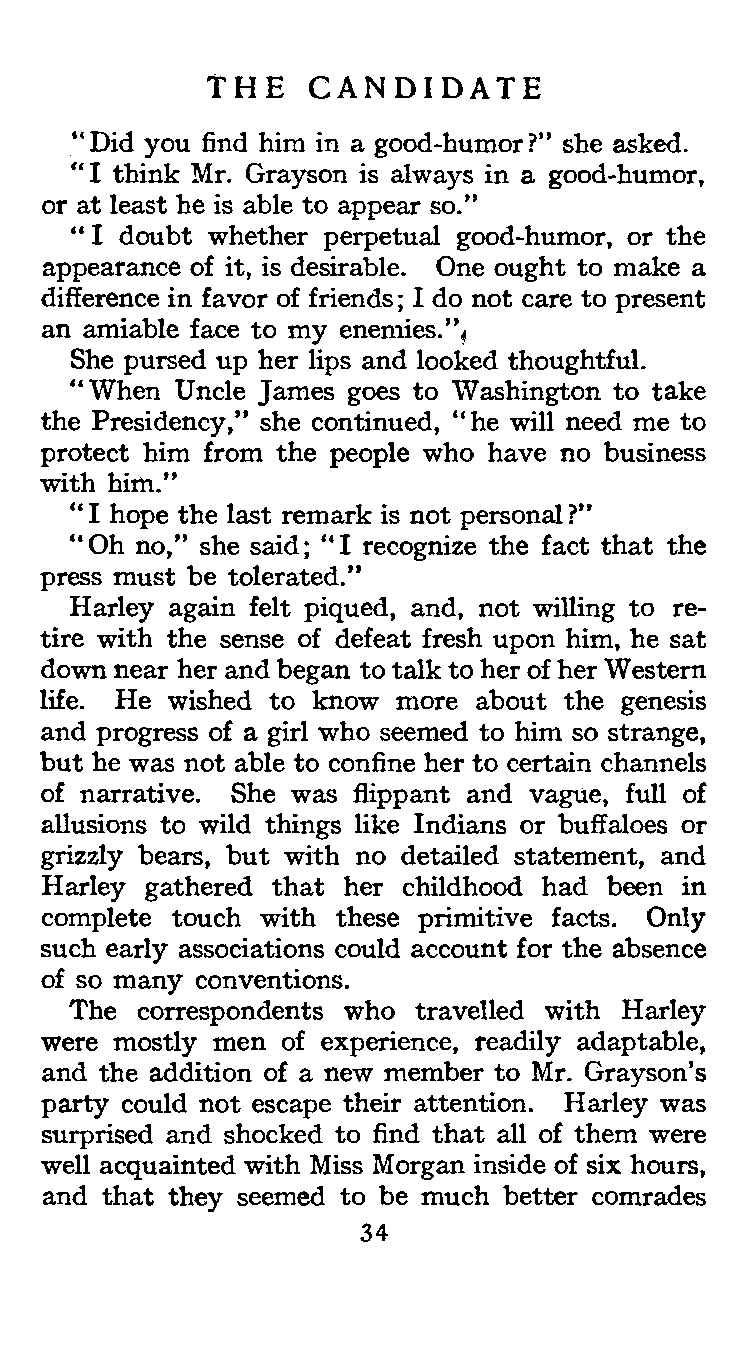 THE CANDIDATE
"Did you find him in a good-humor?" she asked.
"I think Mr. Grayson is always in a good-humor,
or at least he is able to appear so."
"I doubt whether perpetual good-humor, or the
appearance of it, is desirable. One ought to make a
difference in favor of friends; I do not care to present
an amiable face to my enemies."
She pursed up her lips and looked thoughtful.
"When Uncle James goes to Washington to take
the Presidency," she continued, "he will need me to
protect him from the people who have no business
with him."
"I hope the last remark is not personal?"
"Oh no," she said; "I recognize the fact that the
press must be tolerated."
Harley again felt piqued, and, not willing to re-
tire with the sense of defeat fresh upon him, he sat
down near her and began to talk to her of her Western
life. He wished to know more about the genesis
and progress of a girl who seemed to him so strange,
but he was not able to confine her to certain channels
of narrative. She was flippant and vague, full of
allusions to wild things like Indians or buffaloes or
grizzly bears, but with no detailed statement, and
Harley gathered that her childhood had been in
complete touch with these primitive facts. Only
such early associations could account for the absence
of so many conventions.
The correspondents who travelled with Harley
were mostly men of experience, readily adaptable,
and the addition of a new member to Mr. Grayson's
party could not escape their attention. Harley was
surprised and shocked to find that all of them were
well acquainted with Miss Morgan inside of six hours,
and that they seemed to be much better comrades
34